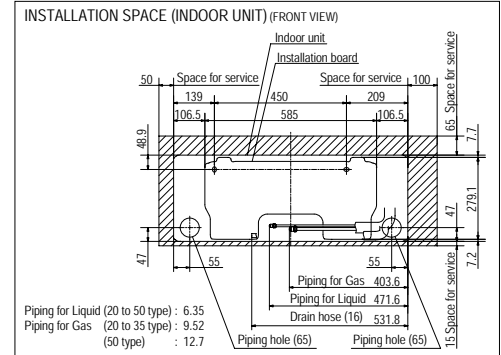 INSTALLATION SPACE (INDOOR UNIT) (FRONT VIEW)
Indoor unit
Installation board
50 Space for service Space for service 100
139 450 209
106.5 585 106.5
65 Space for service
7.7
48.9
279.1
47
47
7.2
55 55
15 Space for service
Piping for Gas 403.6
Piping for Liquid 471.6
Drain hose (16) 531.8
Piping for Liquid (20 to 50 type) : 6.35
Piping for Gas (20 to 35 type) : 9.52
(50 type) : 12.7
Piping hole (65) Piping hole (65)